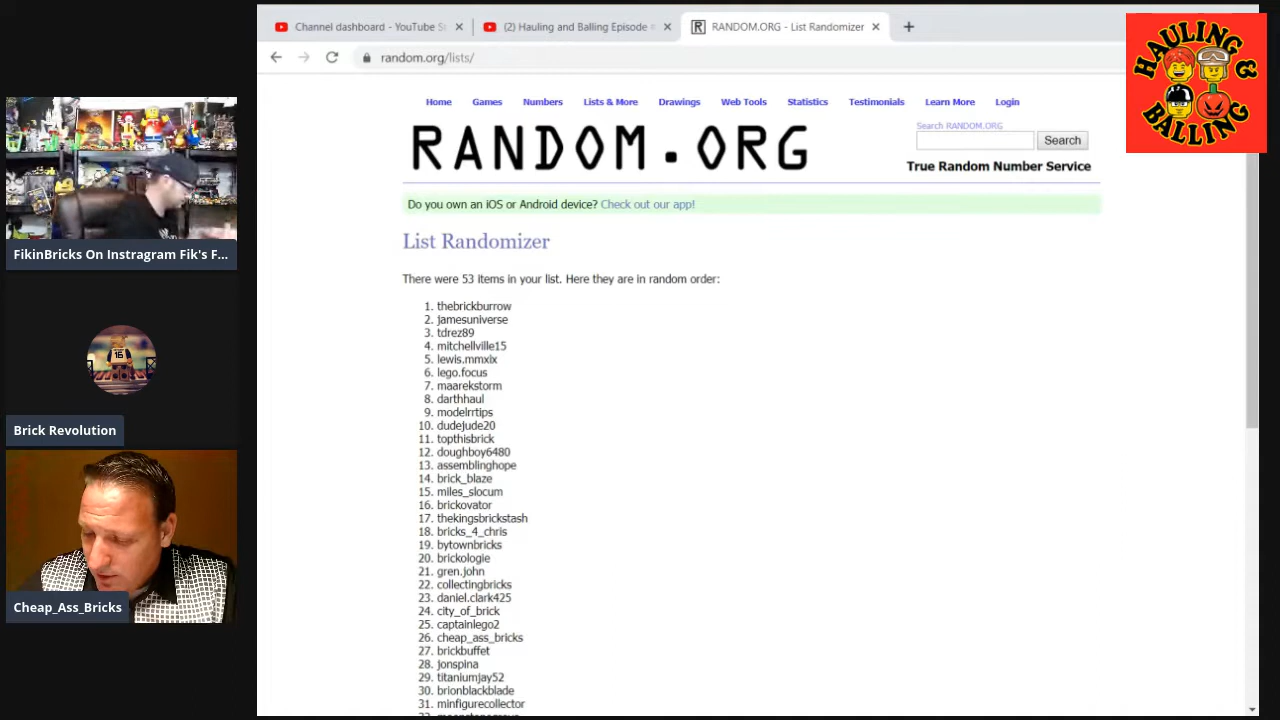 Channel dashboard - YouTube St
(2) Hauling and Balling Episode #
RANDOM.ORG - List Randomizer
random.org/lists/
HAULING &
BALLING
Home Games Numbers Lists & More Drawings Web Tools Statistics Testimonials Learn More Login
RANDOM.ORG
Search RANDOM.ORG
Search
True Random Number Service
Do you own an iOS or Android device? Check out our app!
List Randomizer
There were 53 items in your list. Here they are in random order:
1. thebrickburrow
2. jamesuniverse
3. tdrez89
4. mitchellville15
5. lewis.mmxix
6. lego.focus
7. maarekstorm
8. darthhaul
9. modelrrtips
10. dudejude20
11. topthisbrick
12. doughboy6480
13. assemblinghope
14. brick_blaze
15. miles_slocum
16. brickovator
17. thekingsbrickstash
18. bricks_4_chris
19. bytownbricks
20. brickologie
21. gren.john
22. collectingbricks
23. daniel.clark425
24. city_of_brick
25. captainlego2
26. cheap_ass_bricks
27. brickbuffet
28. jonspina
29. titaniumjay52
30. brionblackblade
31. minfigurecollector
FikinBricks On Instragram Fik's F...
16
Brick Revolution
Cheap_Ass_Bricks